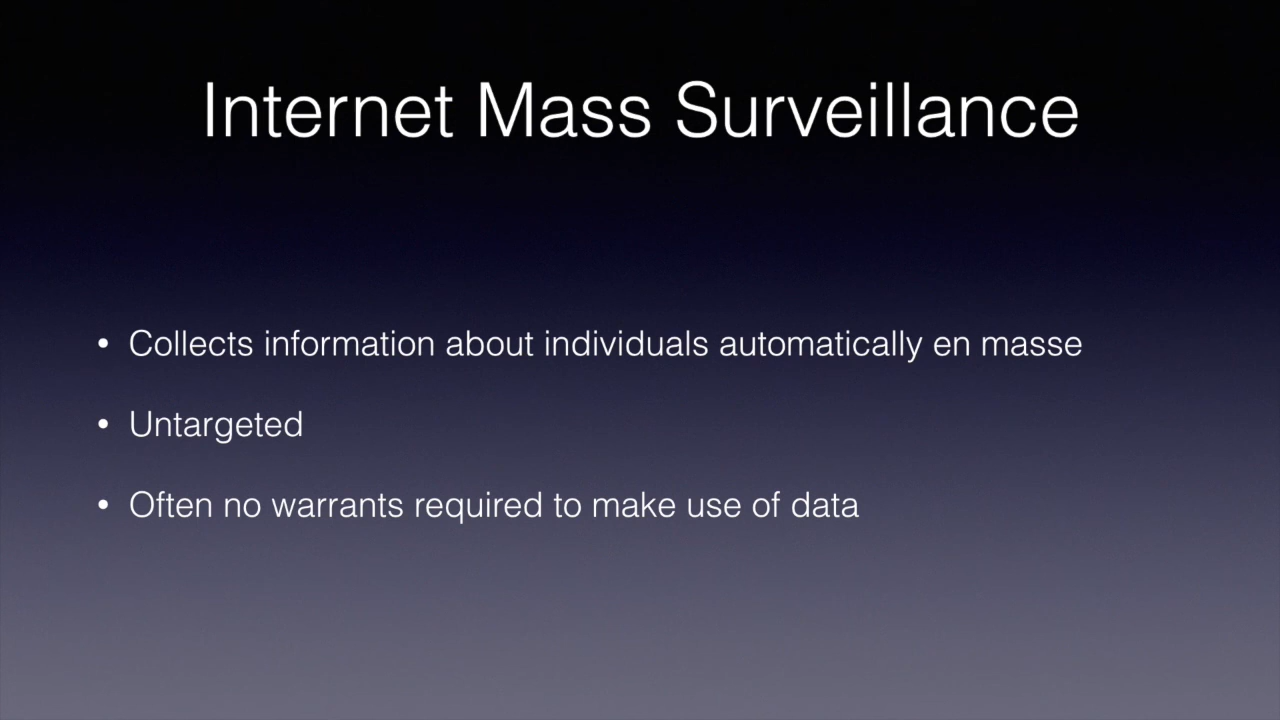 Internet Mass Surveillance
• Collects information about individuals automatically en masse
• Untargeted
• Often no warrants required to make use of data